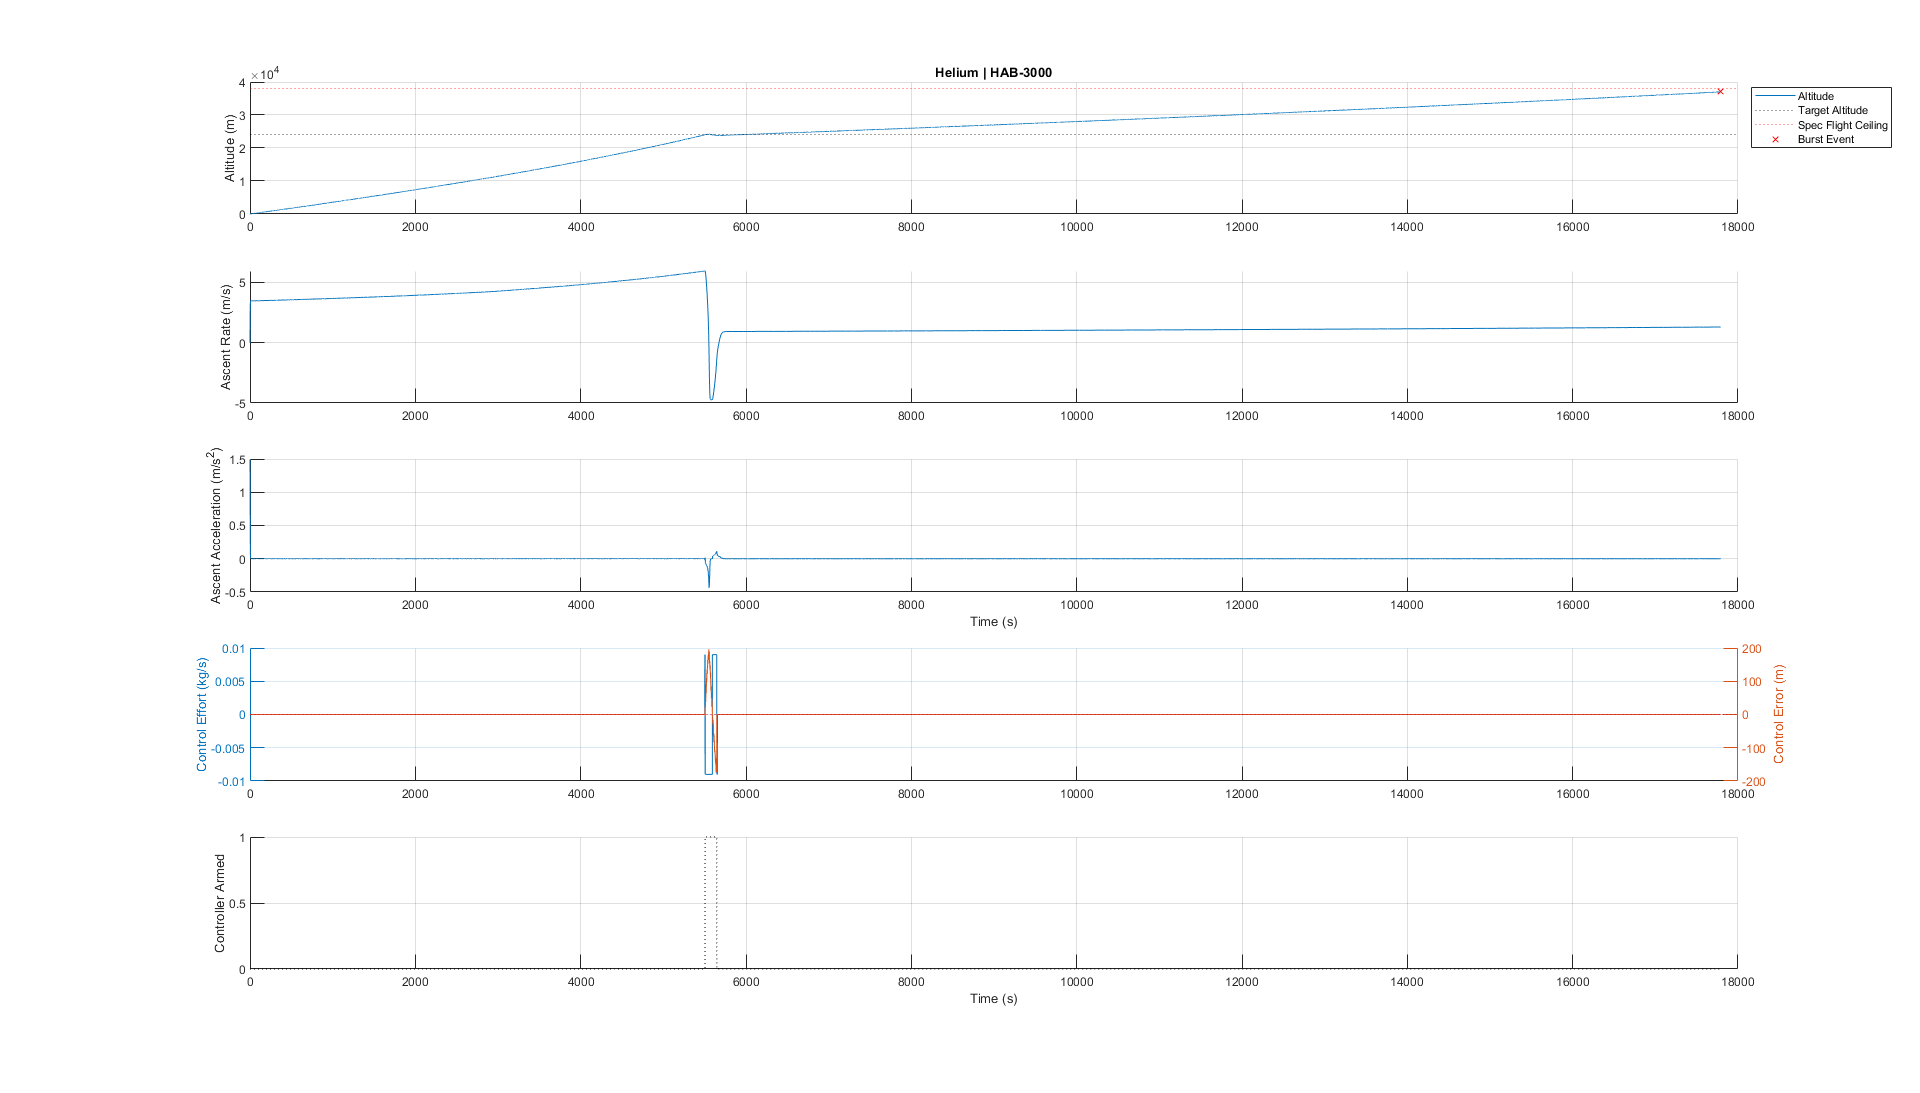 Helium | HAB-3000
×10^4
Altitude (m)
4
3
2
1
0
0 2000 4000 6000 8000 10000 12000 14000 16000 18000
Altitude
Target Altitude
Spec Flight Ceiling
Burst Event
Ascent Rate (m/s)
5
0
-5
0 2000 4000 6000 8000 10000 12000 14000 16000 18000
Ascent Acceleration (m/s^2)
1.5
1
0.5
0
-0.5
0 2000 4000 6000 8000 10000 12000 14000 16000 18000
Time (s)
Control Effort (kg/s)
0.01
0.005
0
-0.005
-0.01
200
100
0
-100
-200
Control Error (m)
0 2000 4000 6000 8000 10000 12000 14000 16000 18000
Controller Armed
1
0.5
0
0 2000 4000 6000 8000 10000 12000 14000 16000 18000
Time (s)